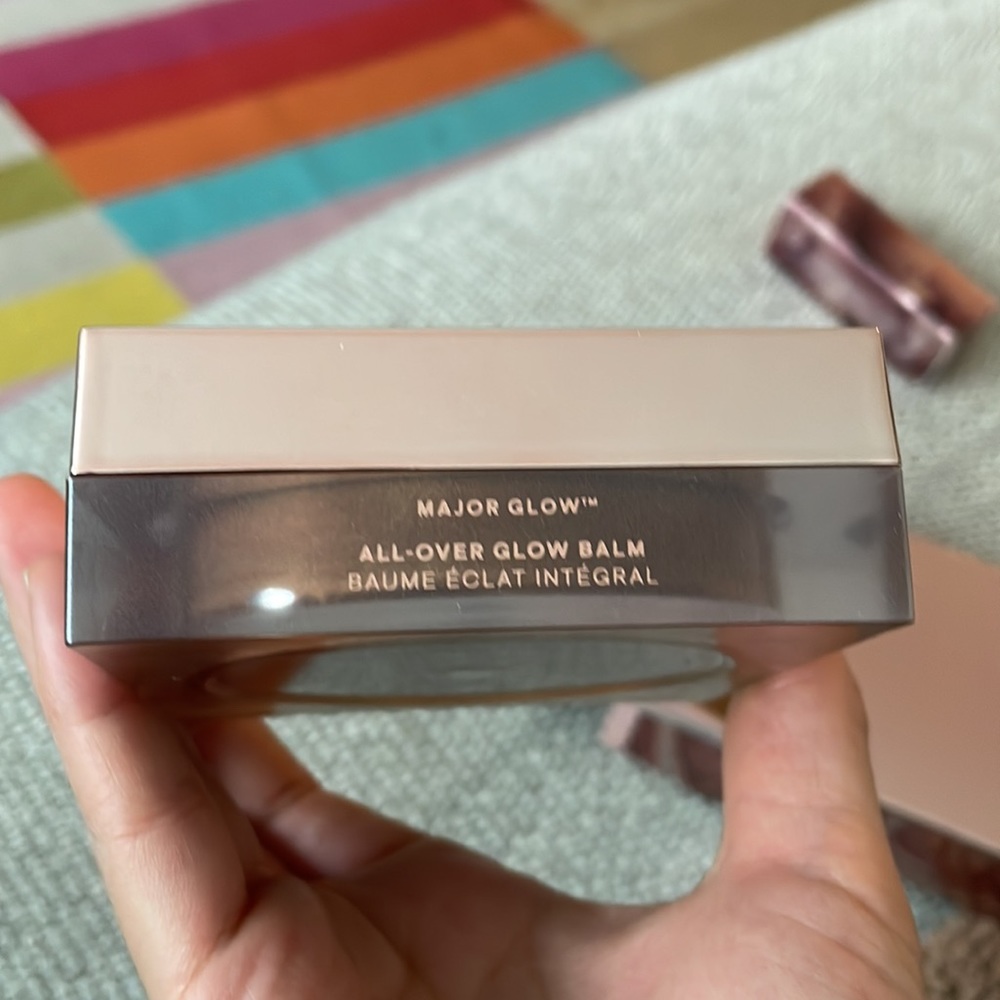 MAJOR GLOW™
ALL-OVER GLOW BALM
BAUME ÉCLAT INTÉGRAL